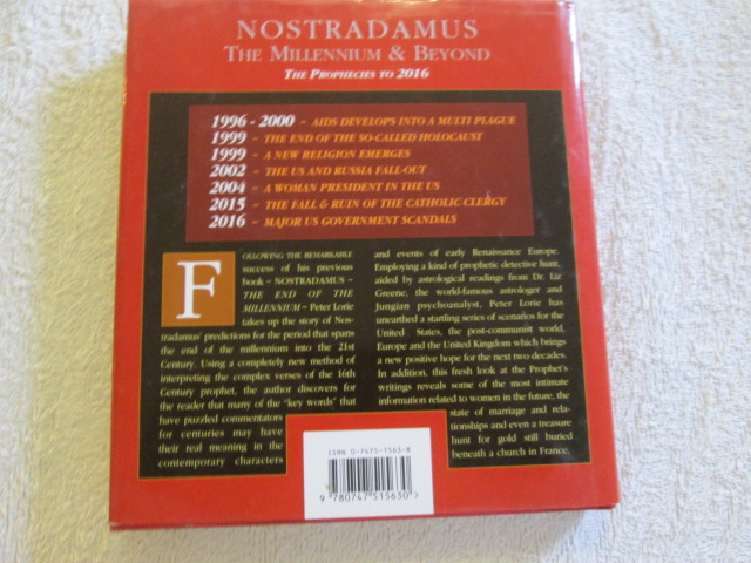 NOSTRADAMUS
THE MILLENNIUM & BEYOND
THE PROPHECIES TO 2016
1996 - 2000 - AIDS DEVELOPS INTO A MULTI PLAGUE
1999 - THE END OF THE SO-CALLED HOLOCAUST
1999 - A NEW RELIGION EMERGES
2002 - THE US AND RUSSIA FALL-OUT
2004 - A WOMAN PRESIDENT IN THE US
2015 - THE FALL & RUIN OF THE CATHOLIC CLERGY
2016 - MAJOR US GOVERNMENT SCANDALS
FOLLOWING THE REMARKABLE
success of his previous
book – NOSTRADAMUS –
THE END OF THE
MILLENNIUM – Peter Lorie
takes up the story of Nos-
tradamus' predictions for the period that spans
the end of the millennium into the 21st
Century. Using a completely new method of
interpreting the complex verses of the 16th
Century prophet, the author discovers for
the reader that many of the "key words" that
have puzzled commentators
for centuries may have
their real meaning in the
contemporary characters
and events of early Renaissance Europe.
Employing a kind of prophetic detective hunt,
aided by astrological readings from Dr. Liz
Greene, the world-famous astrologer and
Jungian psychoanalyst, Peter Lorie has
unearthed a startling series of scenarios for the
United States, the post-communist world,
Europe and the United Kingdom which brings
a new positive hope for the next two decades.
In addition, this fresh look at the Prophet's
writings reveals some of the most intimate
information related to women in the future, the
state of marriage and rela-
tionships and even a treasure
hunt for gold still buried
beneath a church in France.
ISBN 0-7475-1563-8
9 780747 515630 >